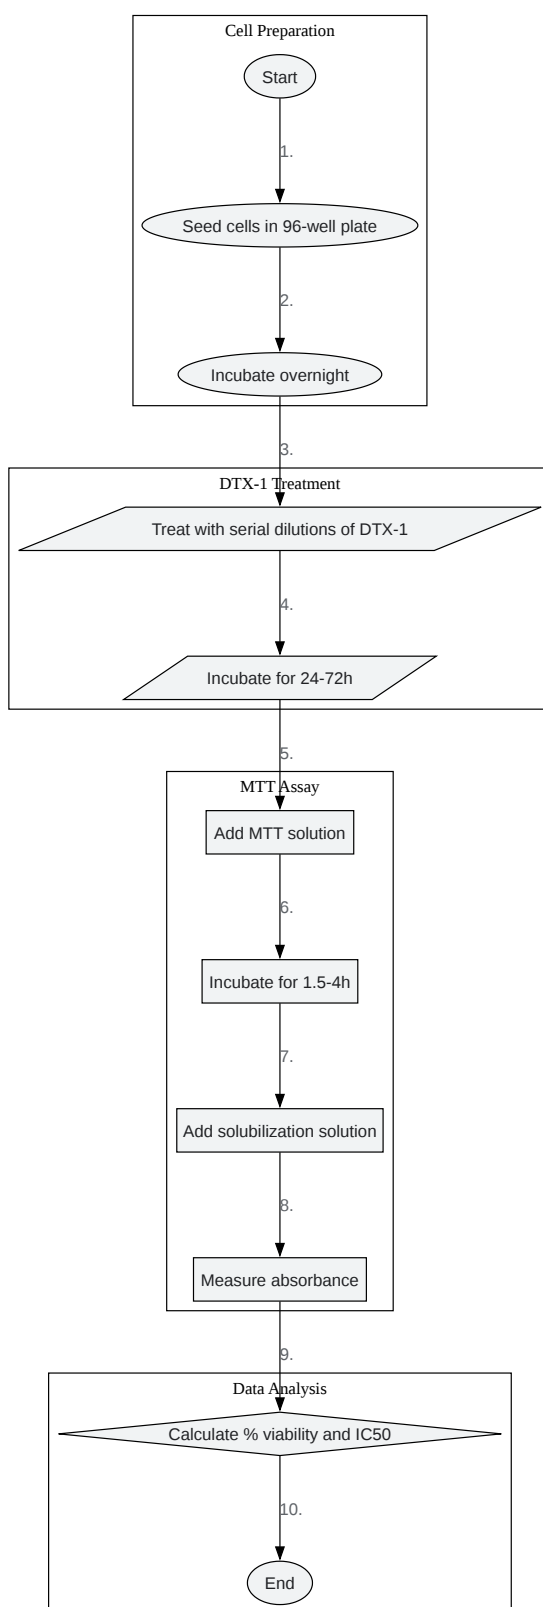 Cell Preparation
Start
1.
Seed cells in 96-well plate
2.
Incubate overnight
3.
DTX-1 Treatment
Treat with serial dilutions of DTX-1
4.
Incubate for 24-72h
5.
MTT Assay
Add MTT solution
6.
Incubate for 1.5-4h
7.
Add solubilization solution
8.
Measure absorbance
9.
Data Analysis
Calculate % viability and IC50
10.
End